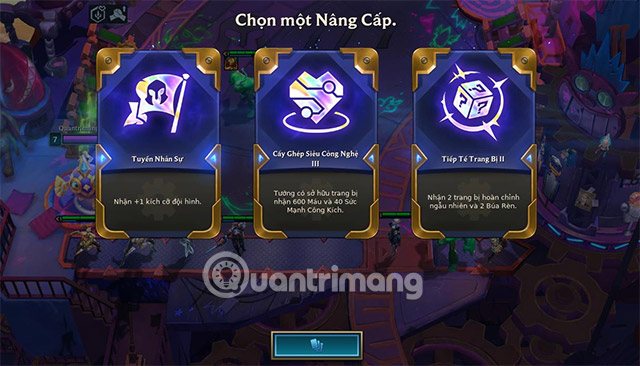 Chọn một Nâng Cấp.
Quantrimang
7
Tuyển Nhân Sự
Nhận +1 kích cỡ đội hình.
Cấy Ghép Siêu Công Nghệ
III
Tướng có sở hữu trang bị
nhận 600 Máu và 40 Sức
Mạnh Công Kích.
Tiếp Tế Trang Bị II
Nhận 2 trang bị hoàn chỉnh
ngẫu nhiên và 2 Búa Rèn.
Quantrimang